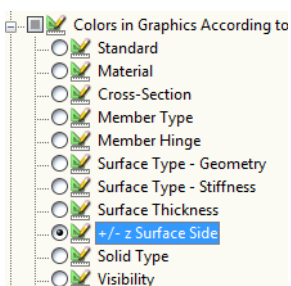 Colors in Graphics According to
Standard
Material
Cross-Section
Member Type
Member Hinge
Surface Type - Geometry
Surface Type - Stiffness
Surface Thickness
+/- z Surface Side
Solid Type
Visibility